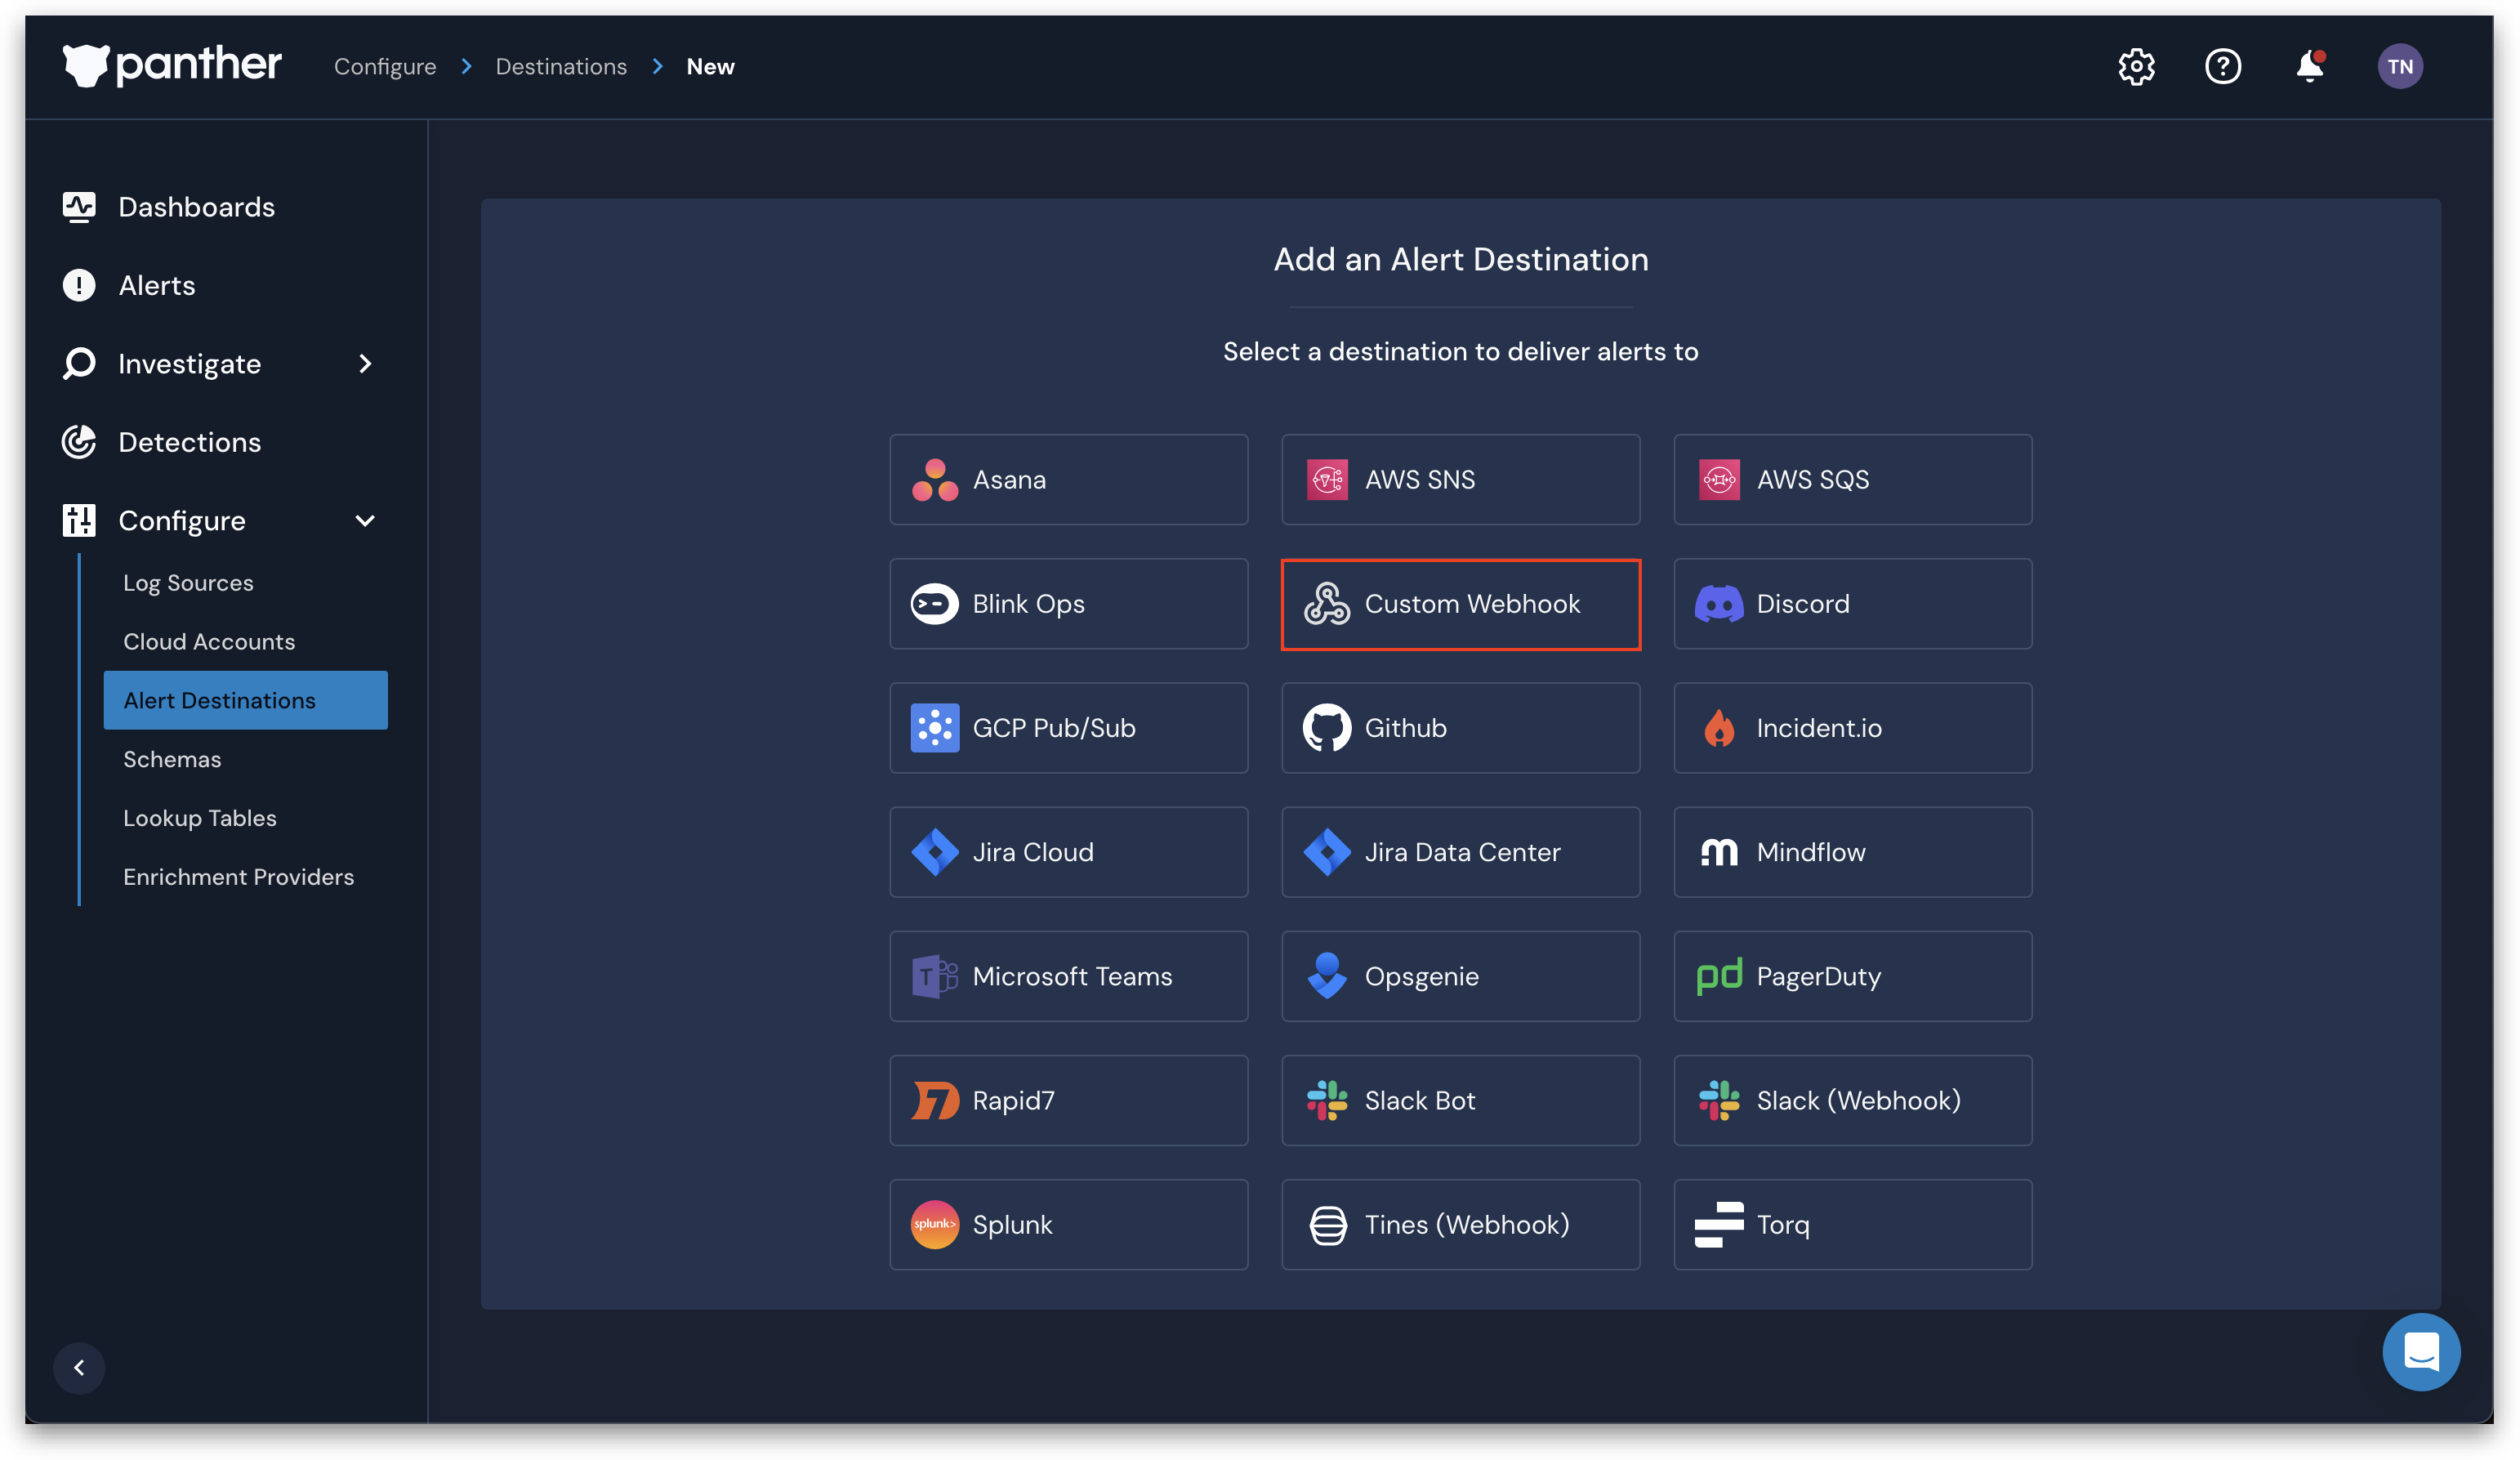 panther
Configure > Destinations > New
TN
Dashboards
Alerts
Investigate
Detections
Configure
Log Sources
Cloud Accounts
Alert Destinations
Schemas
Lookup Tables
Enrichment Providers
Add an Alert Destination
Select a destination to deliver alerts to
Asana
AWS SNS
AWS SQS
Blink Ops
Custom Webhook
Discord
GCP Pub/Sub
Github
Incident.io
Jira Cloud
Jira Data Center
Mindflow
Microsoft Teams
Opsgenie
pd PagerDuty
Rapid7
Slack Bot
Slack (Webhook)
splunk> Splunk
Tines (Webhook)
Torq